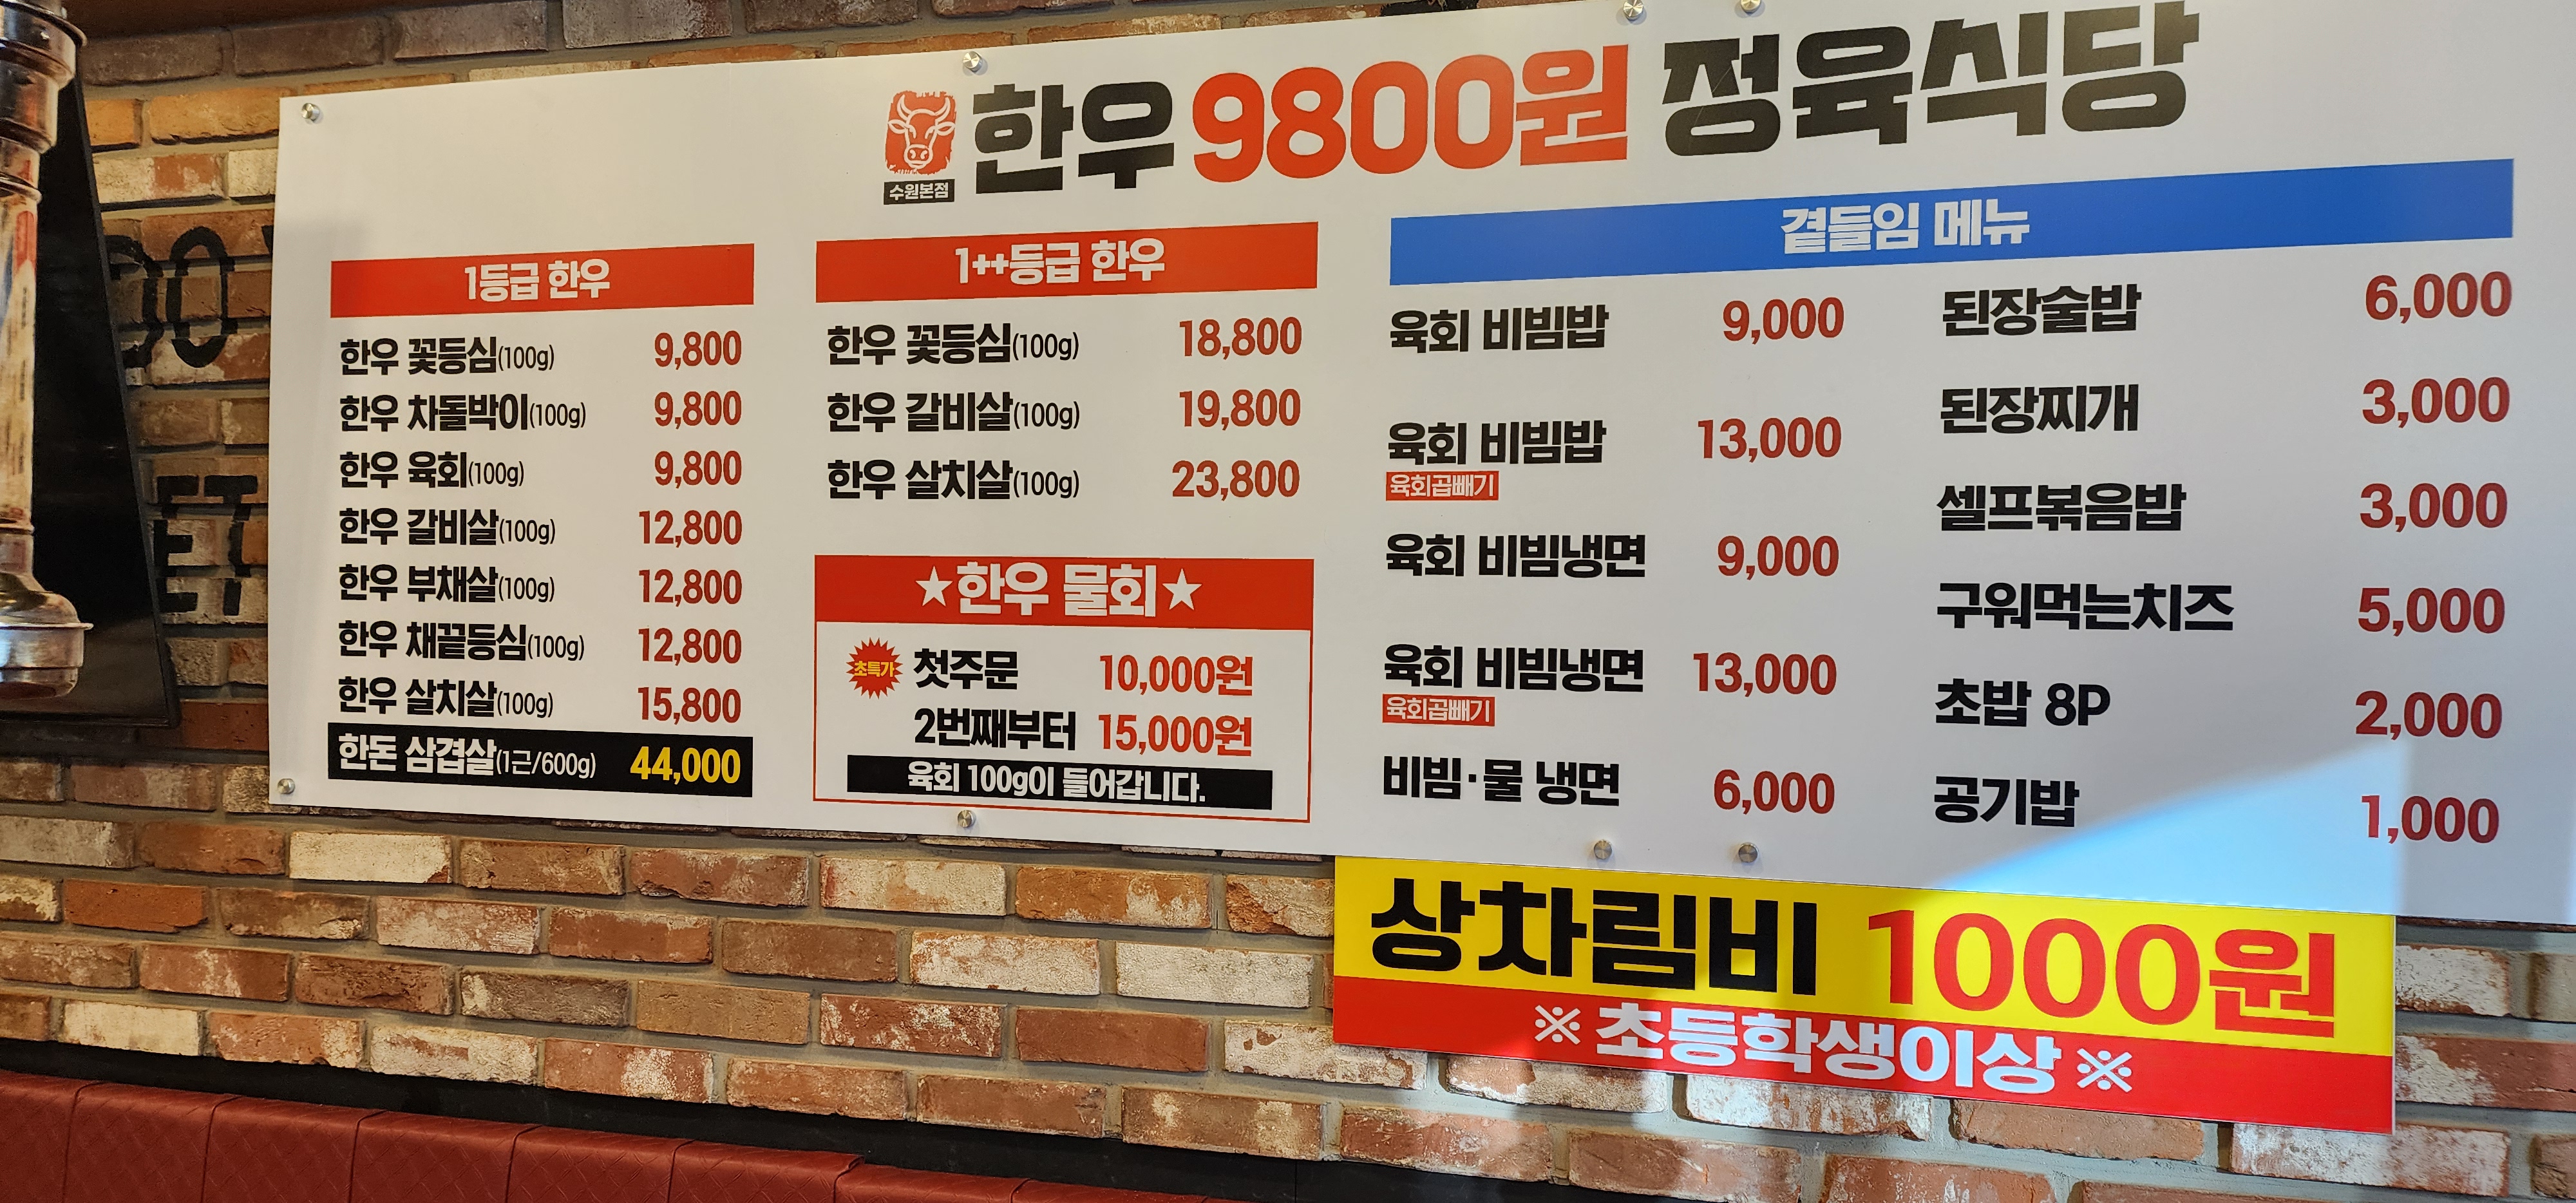 한우 9800원 정육식당
수원본점
1등급 한우
한우 꽃등심(100g) 9,800
한우 차돌박이(100g) 9,800
한우 육회(100g) 9,800
한우 갈비살(100g) 12,800
한우 부채살(100g) 12,800
한우 채끝등심(100g) 12,800
한우 살치살(100g) 15,800
한돈 삼겹살(1근/600g) 44,000
1++등급 한우
한우 꽃등심(100g) 18,800
한우 갈비살(100g) 19,800
한우 살치살(100g) 23,800
★한우 물회★
초특가 첫주문 10,000원
2번째부터 15,000원
육회 100g이 들어갑니다.
곁들임 메뉴
육회 비빔밥 9,000
육회 비빔밥 13,000
육회곱빼기
육회 비빔냉면 9,000
육회 비빔냉면 13,000
육회곱빼기
비빔·물 냉면 6,000
된장술밥 6,000
된장찌개 3,000
셀프볶음밥 3,000
구워먹는치즈 5,000
초밥 8P 2,000
공기밥 1,000
상차림비 1000원
※ 초등학생이상 ※